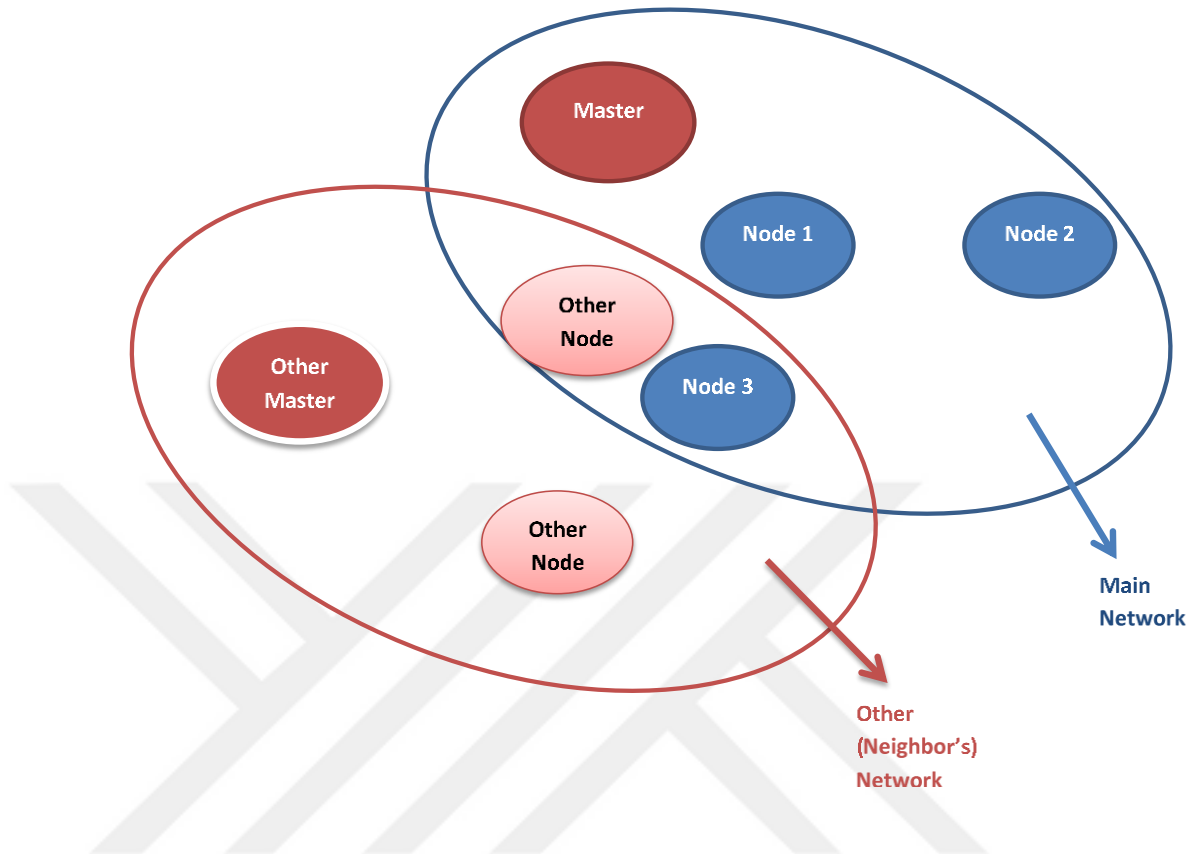 Master
Node 1
Node 2
Other
Node
Other
Master
Node 3
Other
Node
Main
Network
Other
(Neighbor's)
Network